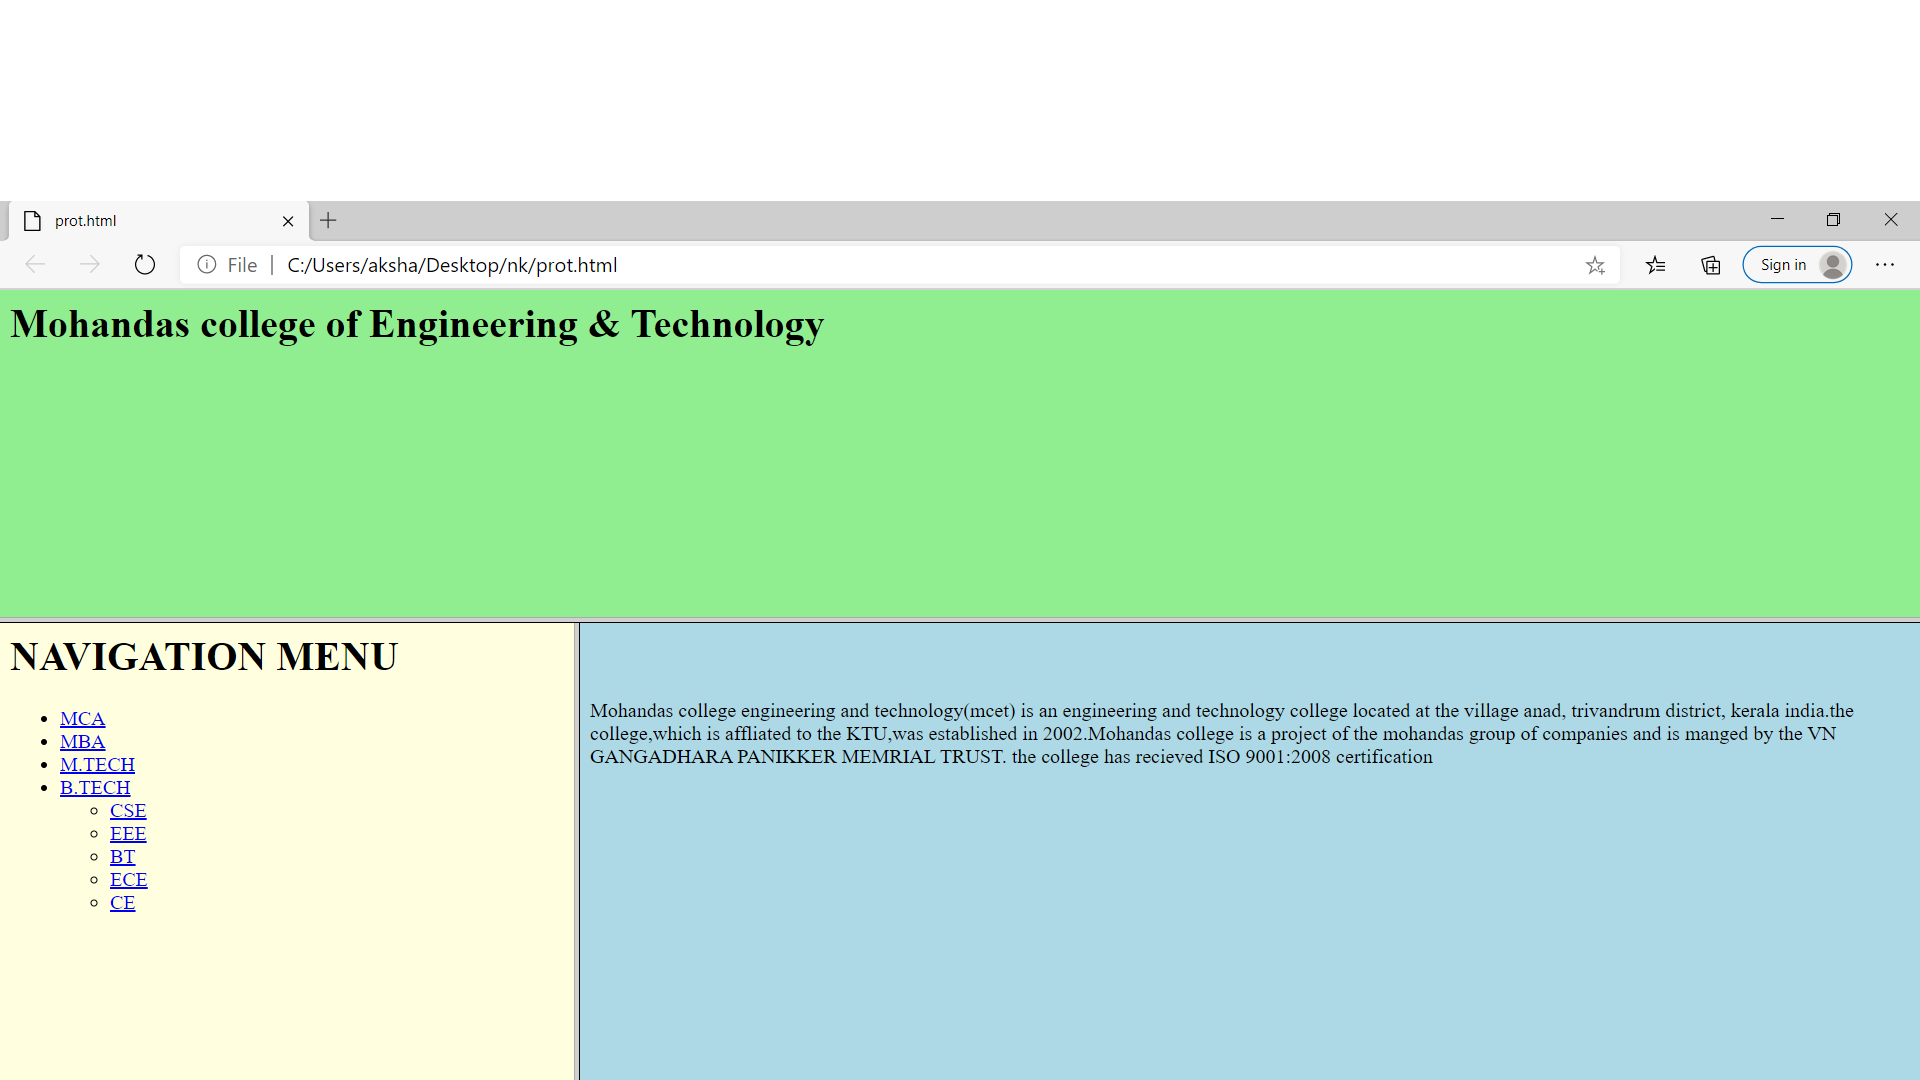 prot.html
File
C:/Users/aksha/Desktop/nk/prot.html
Sign in
Mohandas college of Engineering & Technology
NAVIGATION MENU
MCA
MBA
M.TECH
B.TECH
CSE
EEE
BT
ECE
CE
Mohandas college engineering and technology(mcet) is an engineering and technology college located at the village anad, trivandrum district, kerala india.the
college,which is affliated to the KTU,was established in 2002.Mohandas college is a project of the mohandas group of companies and is manged by the VN
GANGADHARA PANIKKER MEMRIAL TRUST. the college has recieved ISO 9001:2008 certification